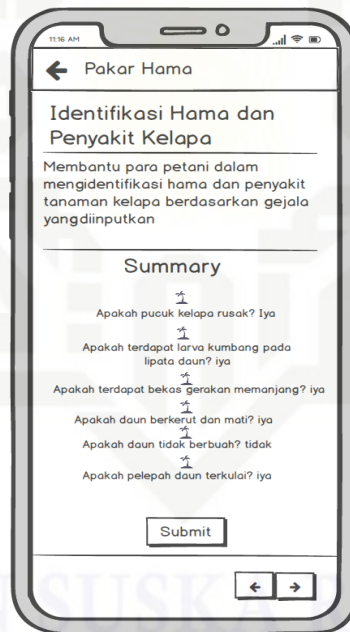 11:16 AM
Pakar Hama
Identifikasi Hama dan
Penyakit Kelapa
Membantu para petani dalam
mengidentifikasi hama dan penyakit
tanaman kelapa berdasarkan gejala
yangdiinputkan
Summary
Apakah pucuk kelapa rusak? Iya
Apakah terdapat larva kumbang pada
lipata daun? iya
Apakah terdapat bekas gerakan memanjang? iya
Apakah daun berkerut dan mati? iya
Apakah daun tidak berbuah? tidak
Apakah pelepah daun terkulai? iya
Submit
N SUSKA R